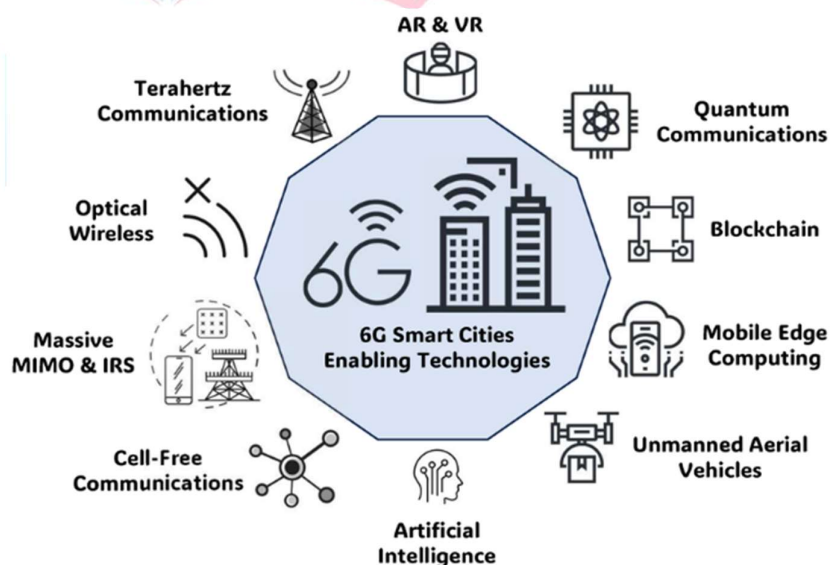 AR & VR
Terahertz
Communications
Quantum
Communications
Optical
Wireless
Blockchain
6G
6G Smart Cities
Enabling Technologies
Massive
MIMO & IRS
Mobile Edge
Computing
Cell-Free
Communications
Unmanned Aerial
Vehicles
Artificial
Intelligence